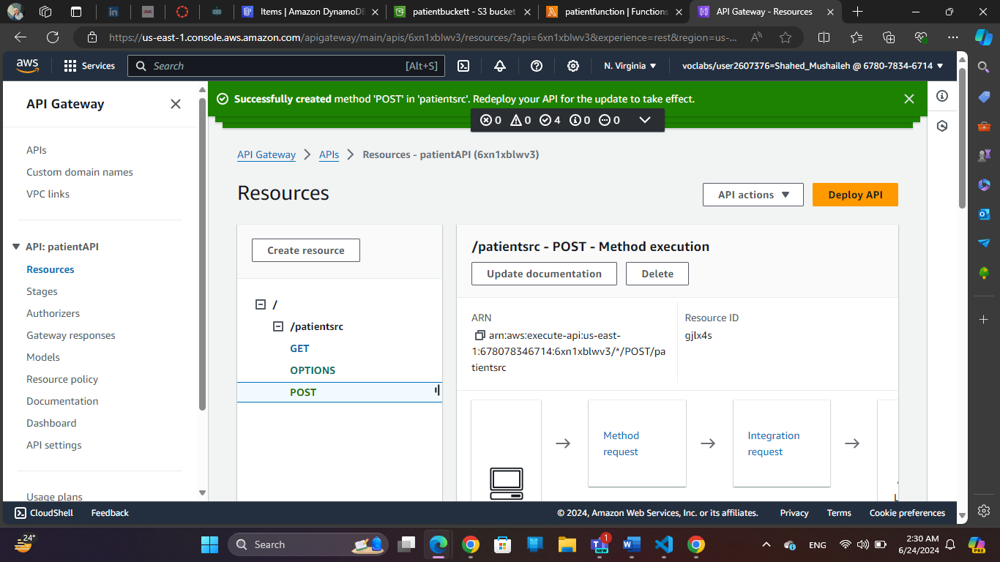 Items | Amazon DynamoDB
patientbuckett - S3 bucket
patientfunction | Functions
API Gateway - Resources
https://us-east-1.console.aws.amazon.com/apigateway/main/apis/6xn1xblwv3/resources/?api=6xn1xblwv3&experience=rest&region=us-...
aws
Services
Search
[Alt+S]
N. Virginia
voclabs/user2607376=Shahed_Mushaileh @ 6780-7834-6714
API Gateway
APIs
Custom domain names
VPC links
API: patientAPI
Resources
Stages
Authorizers
Gateway responses
Models
Resource policy
Documentation
Dashboard
API settings
Usage plans
Successfully created method 'POST' in 'patientsrc'. Redeploy your API for the update to take effect.
0 0 4 0 0
API Gateway > APIs > Resources - patientAPI (6xn1xblwv3)
Resources
API actions
Deploy API
Create resource
/
/patientsrc
GET
OPTIONS
POST
/patientsrc - POST - Method execution
Update documentation
Delete
ARN
arn:aws:execute-api:us-east-
1:678078346714:6xn1xblwv3/*/POST/pa
tientsrc
Resource ID
gjlx4s
Method
request
Integration
request
CloudShell
Feedback
© 2024, Amazon Web Services, Inc. or its affiliates.
Privacy
Terms
Cookie preferences
24°
Search
1
NEW
ENG
2:30 AM
6/24/2024
PRE